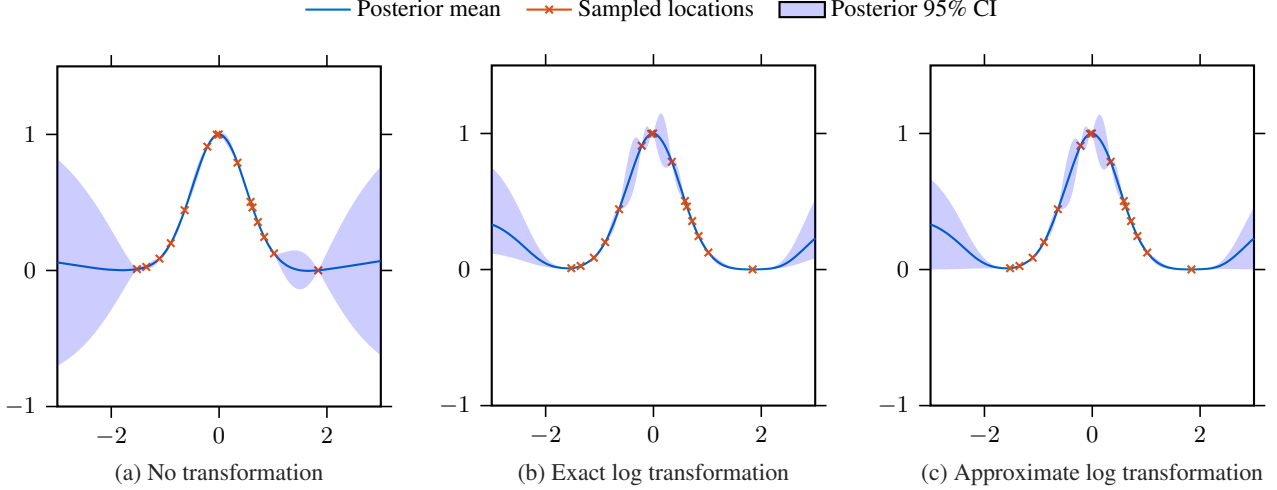 Posterior mean Sampled locations Posterior 95% CI
1
0
−1
−2 0 2
(a) No transformation
1
0
−1
−2 0 2
(b) Exact log transformation
1
0
−1
−2 0 2
(c) Approximate log transformation